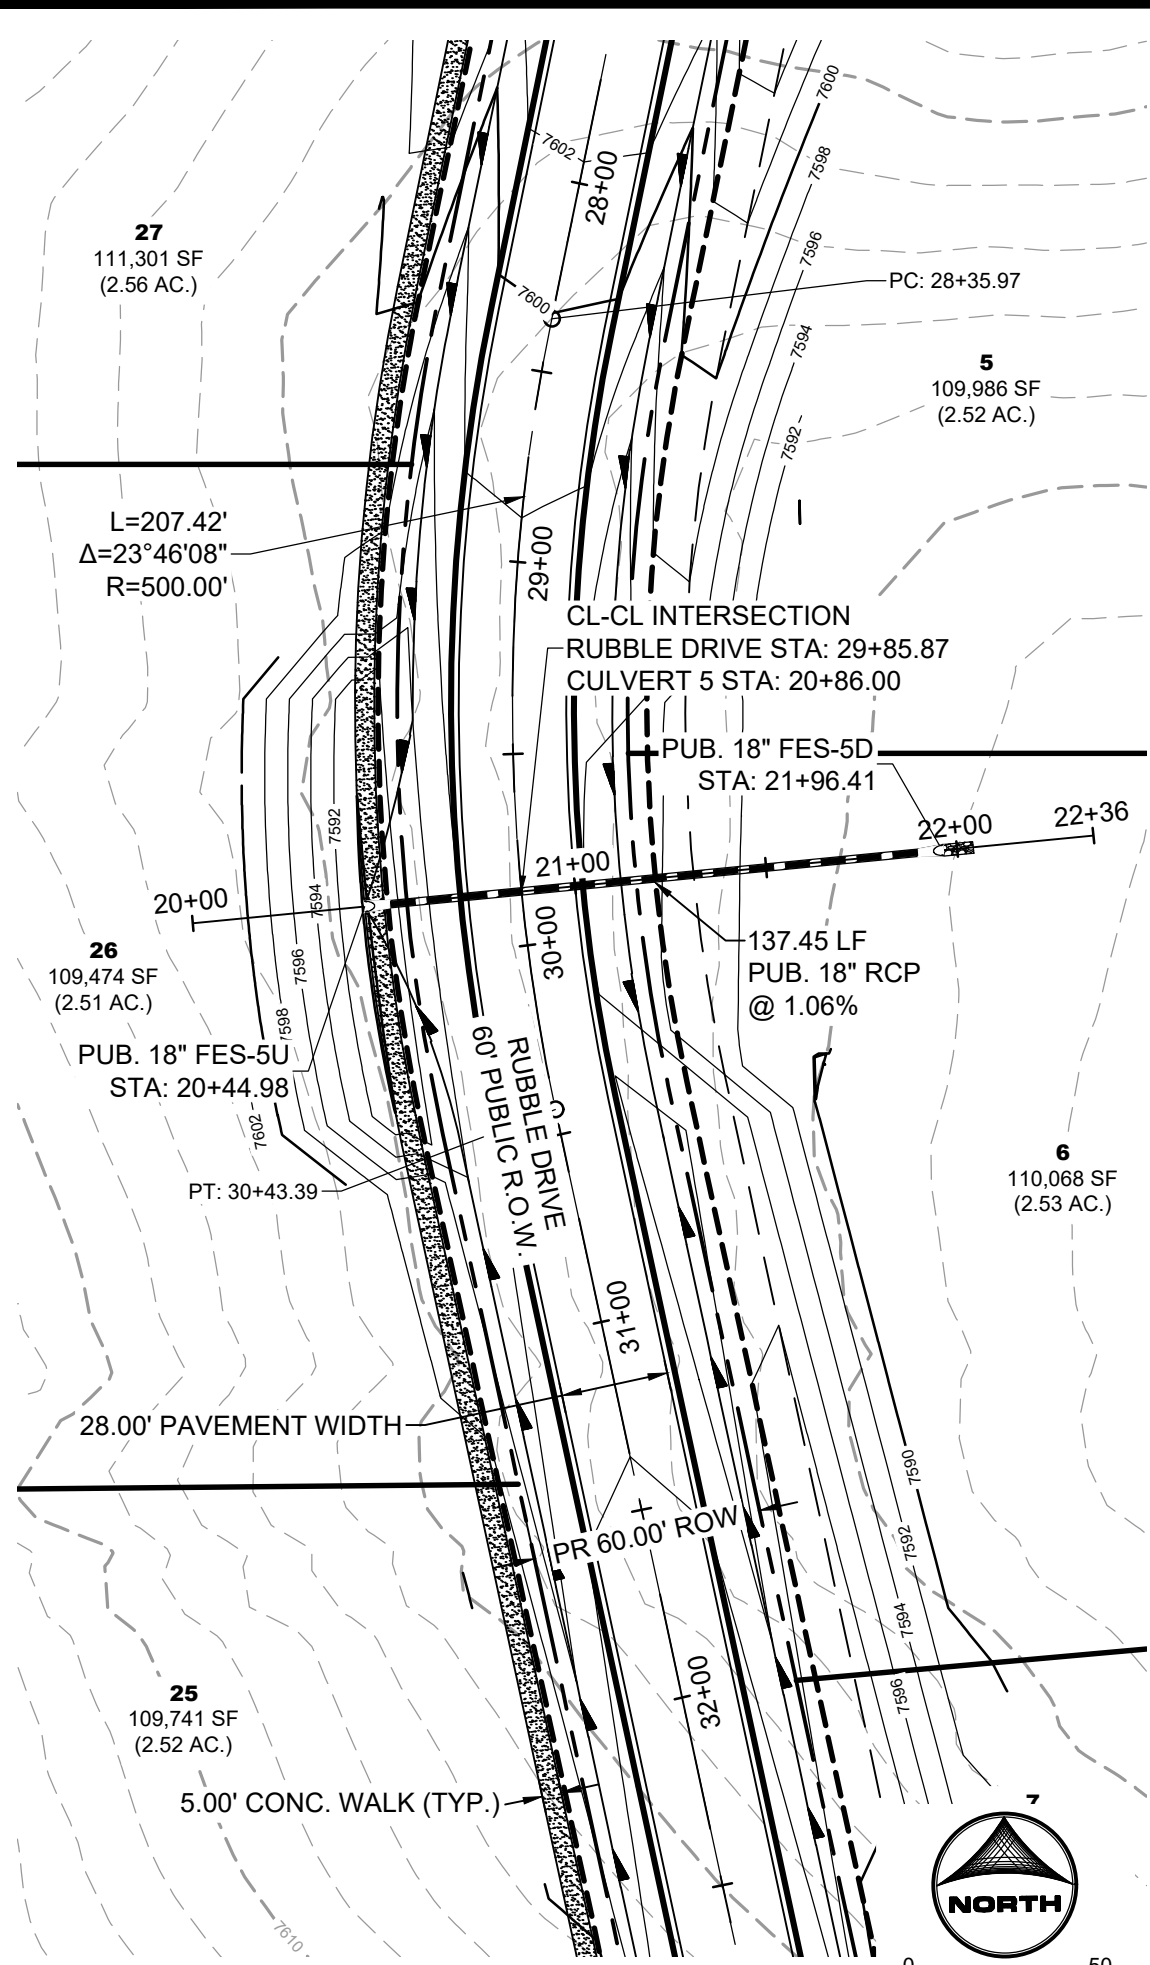 7600
7602
28+00
7598
27
111,301 SF
(2.56 AC.)
7596
PC: 28+35.97
7600
7594
5
109,986 SF
(2.52 AC.)
7592
L=207.42'
Δ=23°46'08"
R=500.00'
29+00
CL-CL INTERSECTION
RUBBLE DRIVE STA: 29+85.87
CULVERT 5 STA: 20+86.00
PUB. 18" FES-5D
STA: 21+96.41
7592
22+00
22+36
21+00
20+00
7594
26
109,474 SF
(2.51 AC.)
7596
30+00
137.45 LF
PUB. 18" RCP
@ 1.06%
7598
PUB. 18" FES-5U
STA: 20+44.98
RUBBLE DRIVE
60' PUBLIC R.O.W.
7602
6
110,068 SF
(2.53 AC.)
PT: 30+43.39
31+00
28.00' PAVEMENT WIDTH
7590
PR 60.00' ROW
7592
7594
7596
32+00
25
109,741 SF
(2.52 AC.)
5.00' CONC. WALK (TYP.)
7
NORTH
7610
0 50